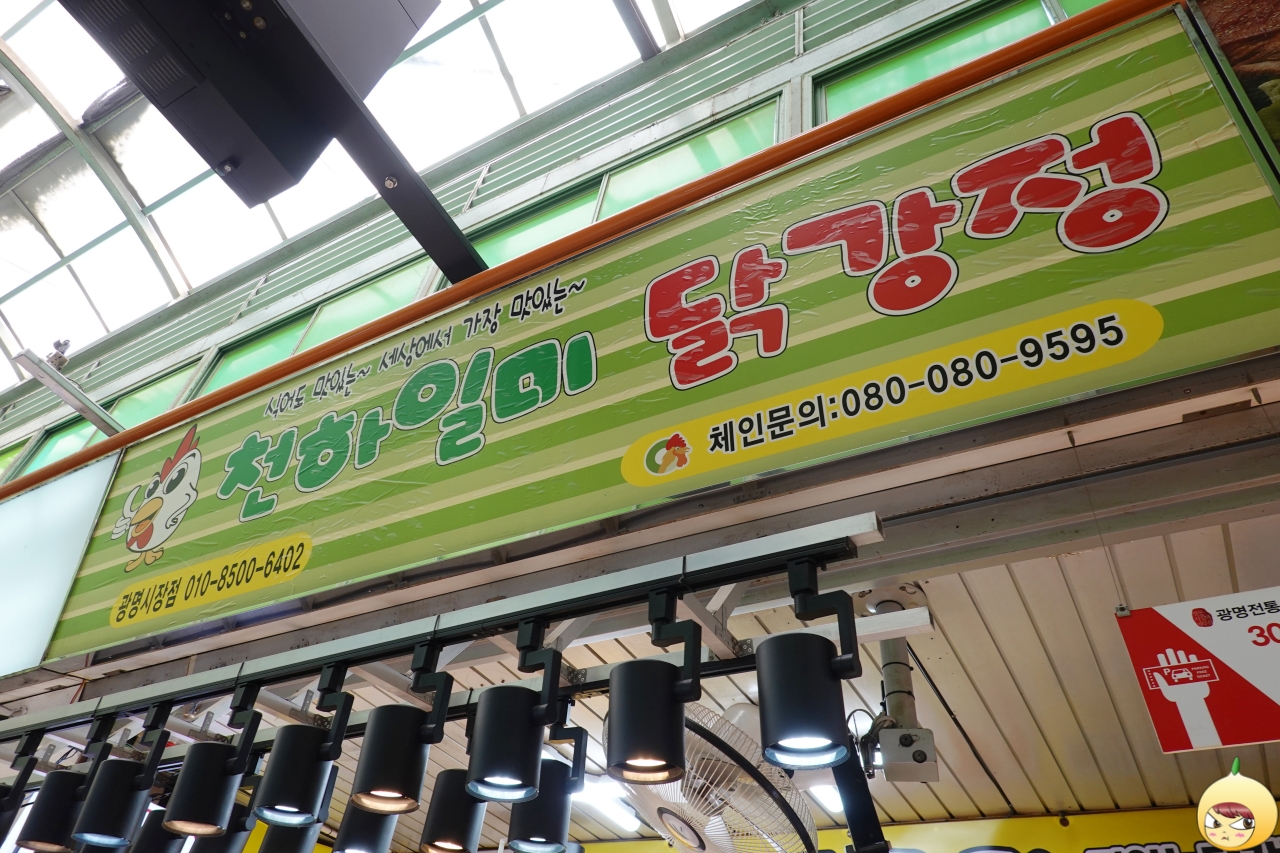 식어도 맛있는~ 세상에서 가장 맛있는~
천하일미 닭강정
체인문의:080-080-9595
광명시장점 010-8500-6402
광명전통
30